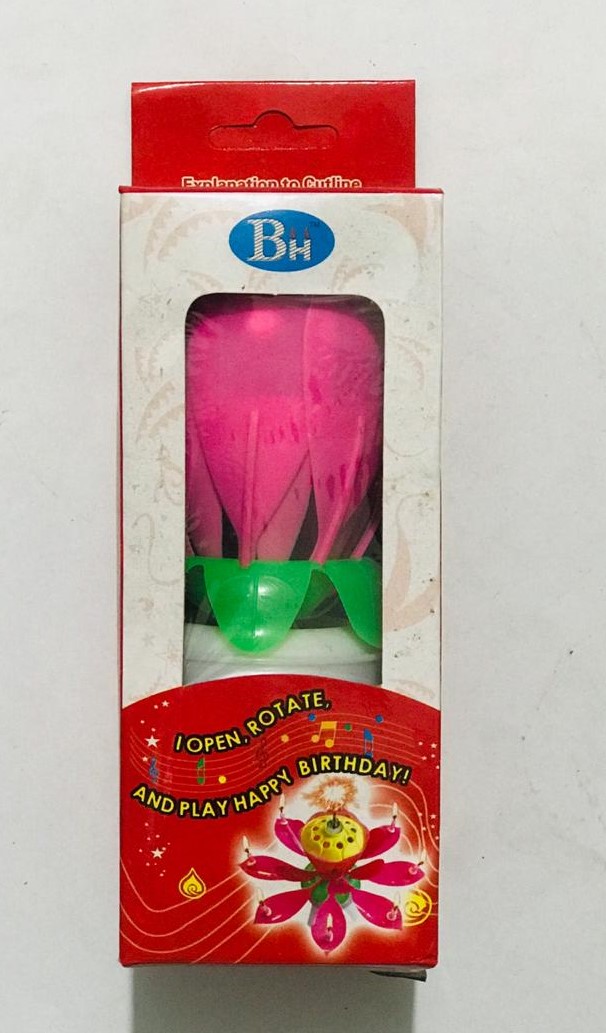 Explanation to Cutline
BH
I OPEN, ROTATE,
AND PLAY HAPPY BIRTHDAY!